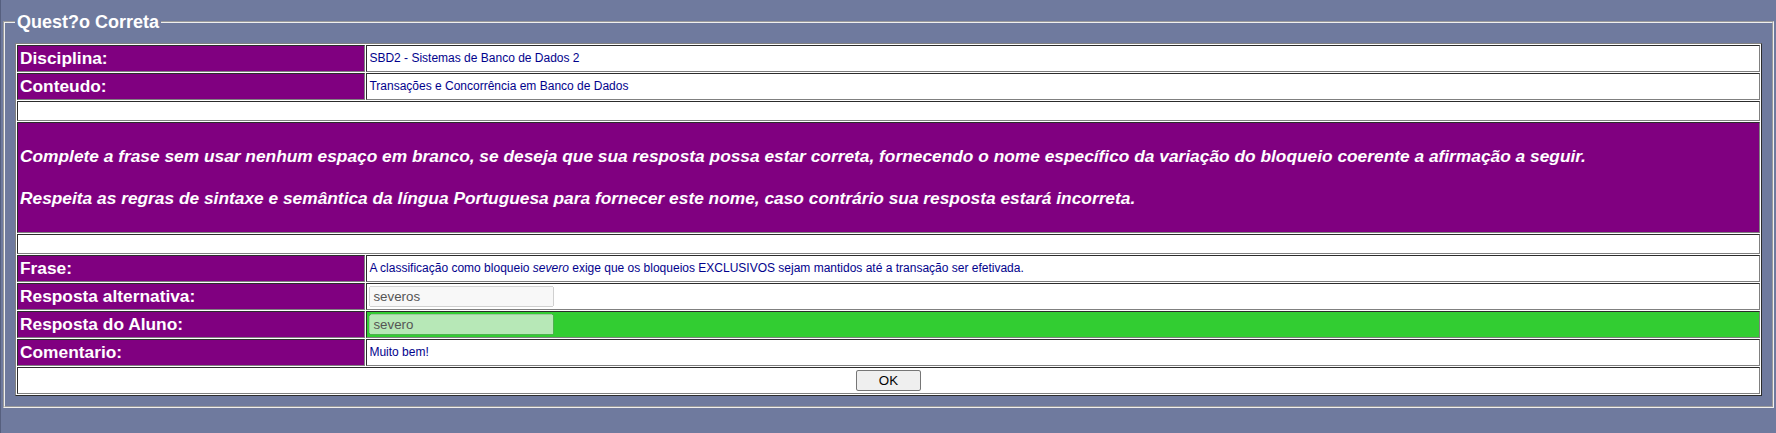 Quest?o Correta
Disciplina: SBD2 - Sistemas de Banco de Dados 2
Conteudo: Transações e Concorrência em Banco de Dados
Complete a frase sem usar nenhum espaço em branco, se deseja que sua resposta possa estar correta, fornecendo o nome específico da variação do bloqueio coerente a afirmação a seguir.
Respeita as regras de sintaxe e semântica da língua Portuguesa para fornecer este nome, caso contrário sua resposta estará incorreta.
Frase: A classificação como bloqueio severo exige que os bloqueios EXCLUSIVOS sejam mantidos até a transação ser efetivada.
Resposta alternativa: severos
Resposta do Aluno: severo
Comentario: Muito bem!
OK